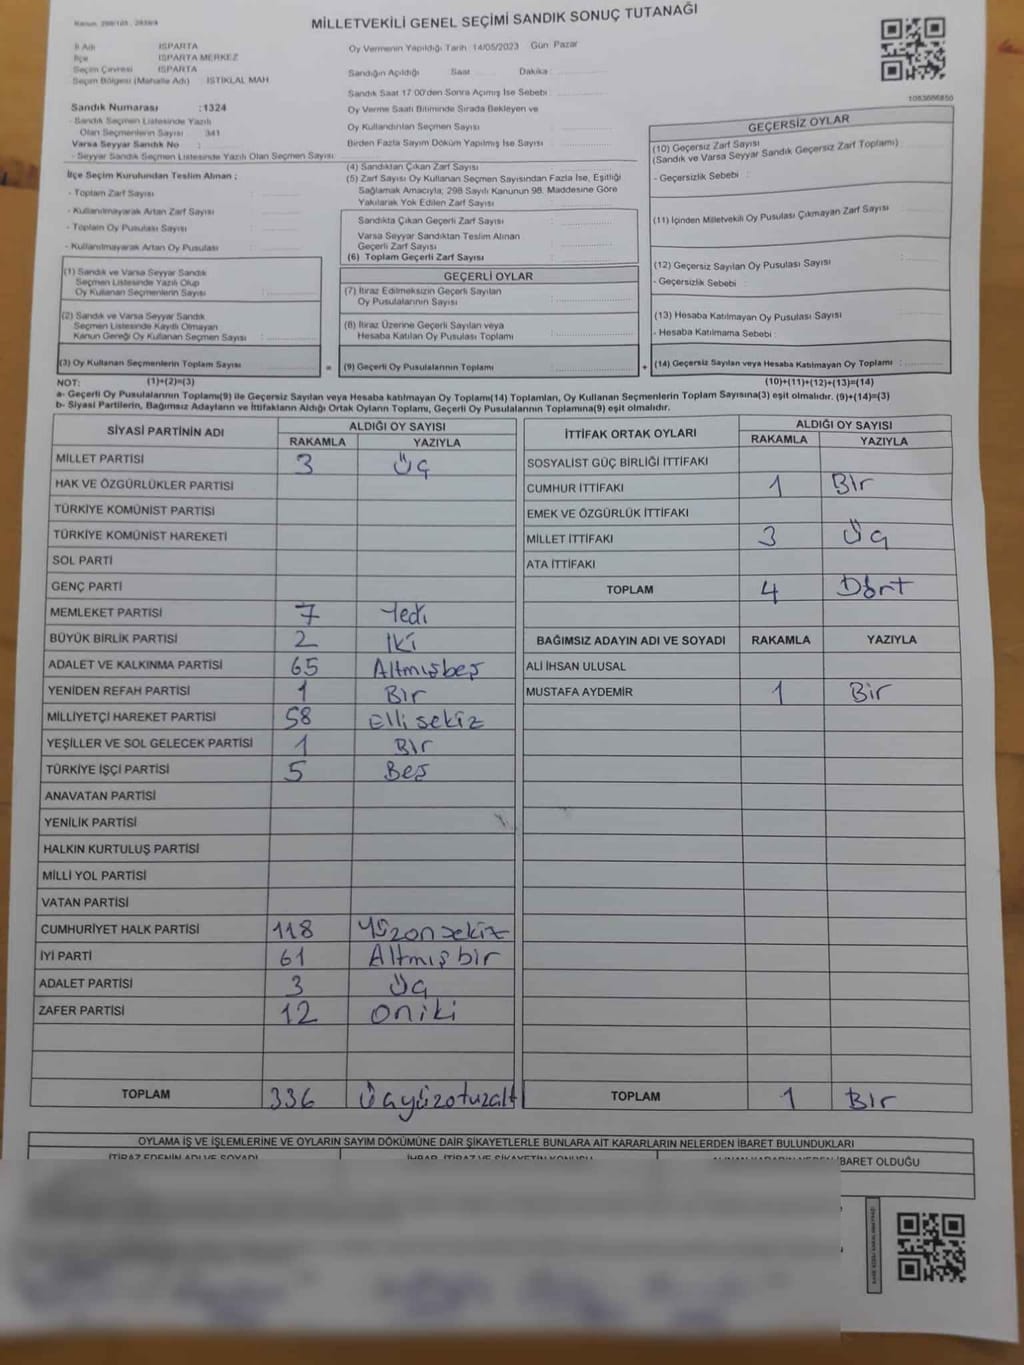 MİLLETVEKİLİ GENEL SEÇİMİ SANDIK SONUÇ TUTANAĞI
İl Adı ISPARTA
İlçe ISPARTA MERKEZ
Seçim Çevresi ISPARTA
Seçim Bölgesi (Mahalle Adı) ISTIKLAL MAH
Oy Vermenin Yapıldığı Tarih 14/05/2023 Gün Pazar
Sandığın Açıldığı Saat Dakika
Sandık Saat 17:00'den Sonra Açımış İse Sebebi
Sandık Numarası :1324
- Sandık Seçmen Listesinde Yazılı
Olan Seçmenlerin Sayısı 341
Varsa Seyyar Sandık No
- Seyyar Sandık Seçmen Listesinde Yazılı Olan Seçmen Sayısı
Oy Verme Saati Bitiminde Sırada Bekleyen ve
Oy Kullandırılan Seçmen Sayısı
Birden Fazla Sayım Döküm Yapılmış İse Sayısı
İlçe Seçim Kurulundan Teslim Alınan :
- Toplam Zarf Sayısı
- Kullanılmayarak Artan Zarf Sayısı
- Toplam Oy Pusulası Sayısı
- Kullanılmayarak Artan Oy Pusulası
(4) Sandıktan Çıkan Zarf Sayısı
(5) Zarf Sayısı Oy Kullanan Seçmen Sayısından Fazla İse, Eşitliği
Sağlamak Amacıyla; 298 Sayılı Kanunun 98. Maddesine Göre
Yakılarak Yok Edilen Zarf Sayısı
Sandıkta Çıkan Geçerli Zarf Sayısı
Varsa Seyyar Sandıktan Teslim Alınan
Geçerli Zarf Sayısı
(6) Toplam Geçerli Zarf Sayısı
GEÇERSİZ OYLAR
(10) Geçersiz Zarf Sayısı
(Sandık ve Varsa Seyyar Sandık Geçersiz Zarf Toplamı)
- Geçersizlik Sebebi
(11) İçinden Milletvekili Oy Pusulası Çıkmayan Zarf Sayısı
(12) Geçersiz Sayılan Oy Pusulası Sayısı
- Geçersizlik Sebebi
(13) Hesaba Katılmayan Oy Pusulası Sayısı
- Hesaba Katılmama Sebebi
(14) Geçersiz Sayılan veya Hesaba Katılmayan Oy Toplamı
(1) Sandık ve Varsa Seyyar Sandık
Seçmen Listesinde Yazılı Olup
Oy Kullanan Seçmenlerin Sayısı
(2) Sandık ve Varsa Seyyar Sandık
Seçmen Listesinde Kayıtlı Olmayan
Kanun Gereği Oy Kullanan Seçmen Sayısı
(3) Oy Kullanan Seçmenlerin Toplam Sayısı =
GEÇERLİ OYLAR
(7) İtiraz Edilmeksizin Geçerli Sayılan
Oy Pusulalarının Sayısı
(8) İtiraz Üzerine Geçerli Sayılan veya
Hesaba Katılan Oy Pusulası Toplamı
(9) Geçerli Oy Pusulalarının Toplamı +
NOT: (1)+(2)=(3) (10)+(11)+(12)+(13)=(14)
a- Geçerli Oy Pusulalarının Toplamı(9) ile Geçersiz Sayılan veya Hesaba katılmayan Oy Toplamı(14) Toplamları, Oy Kullanan Seçmenlerin Toplam Sayısına(3) eşit olmalıdır. (9)+(14)=(3)
b- Siyasi Partilerin, Bağımsız Adayların ve İttifakların Aldığı Ortak Oyların Toplamı, Geçerli Oy Pusulalarının Toplamına(9) eşit olmalıdır.
SİYASİ PARTİNİN ADI ALDIĞI OY SAYISI
RAKAMLA YAZIYLA
MİLLET PARTİSİ 3 Üç
HAK VE ÖZGÜRLÜKLER PARTİSİ
TÜRKİYE KOMÜNİST PARTİSİ
TÜRKİYE KOMÜNİST HAREKETİ
SOL PARTİ
GENÇ PARTİ
MEMLEKET PARTİSİ 7 Yedi
BÜYÜK BİRLİK PARTİSİ 2 İki
ADALET VE KALKINMA PARTİSİ 65 Altmışbeş
YENİDEN REFAH PARTİSİ 1 Bir
MİLLİYETÇİ HAREKET PARTİSİ 58 Elli sekiz
YEŞİLLER VE SOL GELECEK PARTİSİ 1 Bir
TÜRKİYE İŞÇİ PARTİSİ 5 Beş
ANAVATAN PARTİSİ
YENİLİK PARTİSİ
HALKIN KURTULUŞ PARTİSİ
MİLLİ YOL PARTİSİ
VATAN PARTİSİ
CUMHURİYET HALK PARTİSİ 118 Yüzonsekiz
İYİ PARTİ 61 Altmışbir
ADALET PARTİSİ 3 Üç
ZAFER PARTİSİ 12 oniki
TOPLAM 336 Üçyüzotuzalt
İTTİFAK ORTAK OYLARI ALDIĞI OY SAYISI
RAKAMLA YAZIYLA
SOSYALİST GÜÇ BİRLİĞİ İTTİFAKI
CUMHUR İTTİFAKI 1 Bir
EMEK VE ÖZGÜRLÜK İTTİFAKI
MİLLET İTTİFAKI 3 Üç
ATA İTTİFAKI
TOPLAM 4 Dört
BAĞIMSIZ ADAYIN ADI VE SOYADI RAKAMLA YAZIYLA
ALİ İHSAN ULUSAL
MUSTAFA AYDEMİR 1 Bir
TOPLAM 1 Bir
OYLAMA İŞ VE İŞLEMLERİNE VE OYLARIN SAYIM DÖKÜMÜNE DAİR ŞİKAYETLERLE BUNLARA AİT KARARLARIN NELERDEN İBARET BULUNDUKLARI
İTİRAZ EDENİN ADI VE SOYADI İHBAR, İTİRAZ VE ŞİKAYETİN KONUSU İBARET OLDUĞU